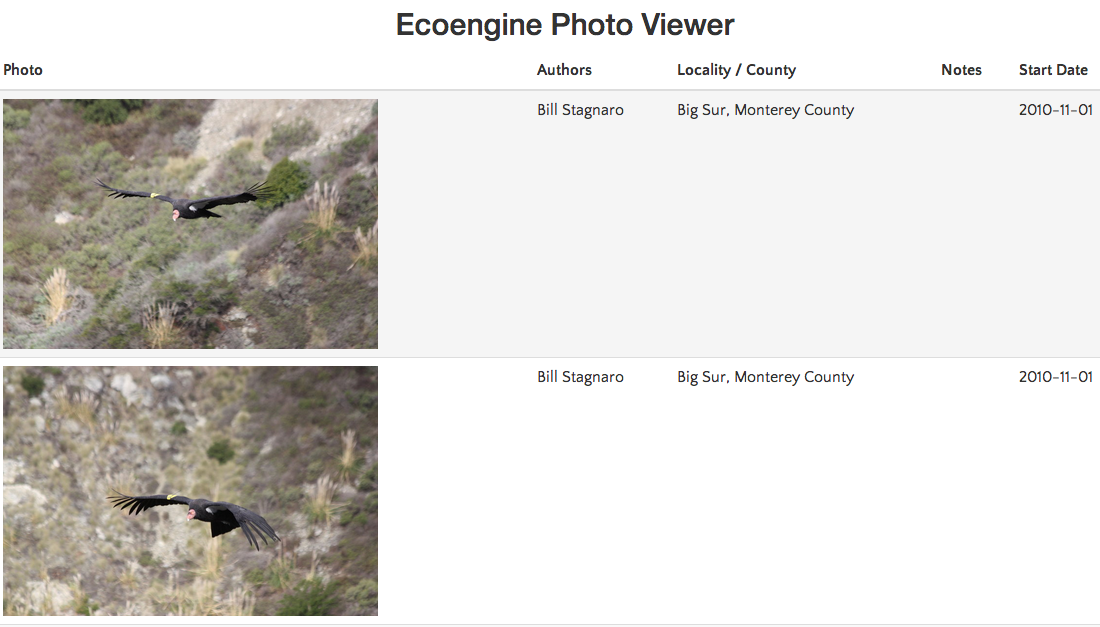 Ecoengine Photo Viewer
Photo Authors Locality / County Notes Start Date
Bill Stagnaro Big Sur, Monterey County 2010-11-01
Bill Stagnaro Big Sur, Monterey County 2010-11-01